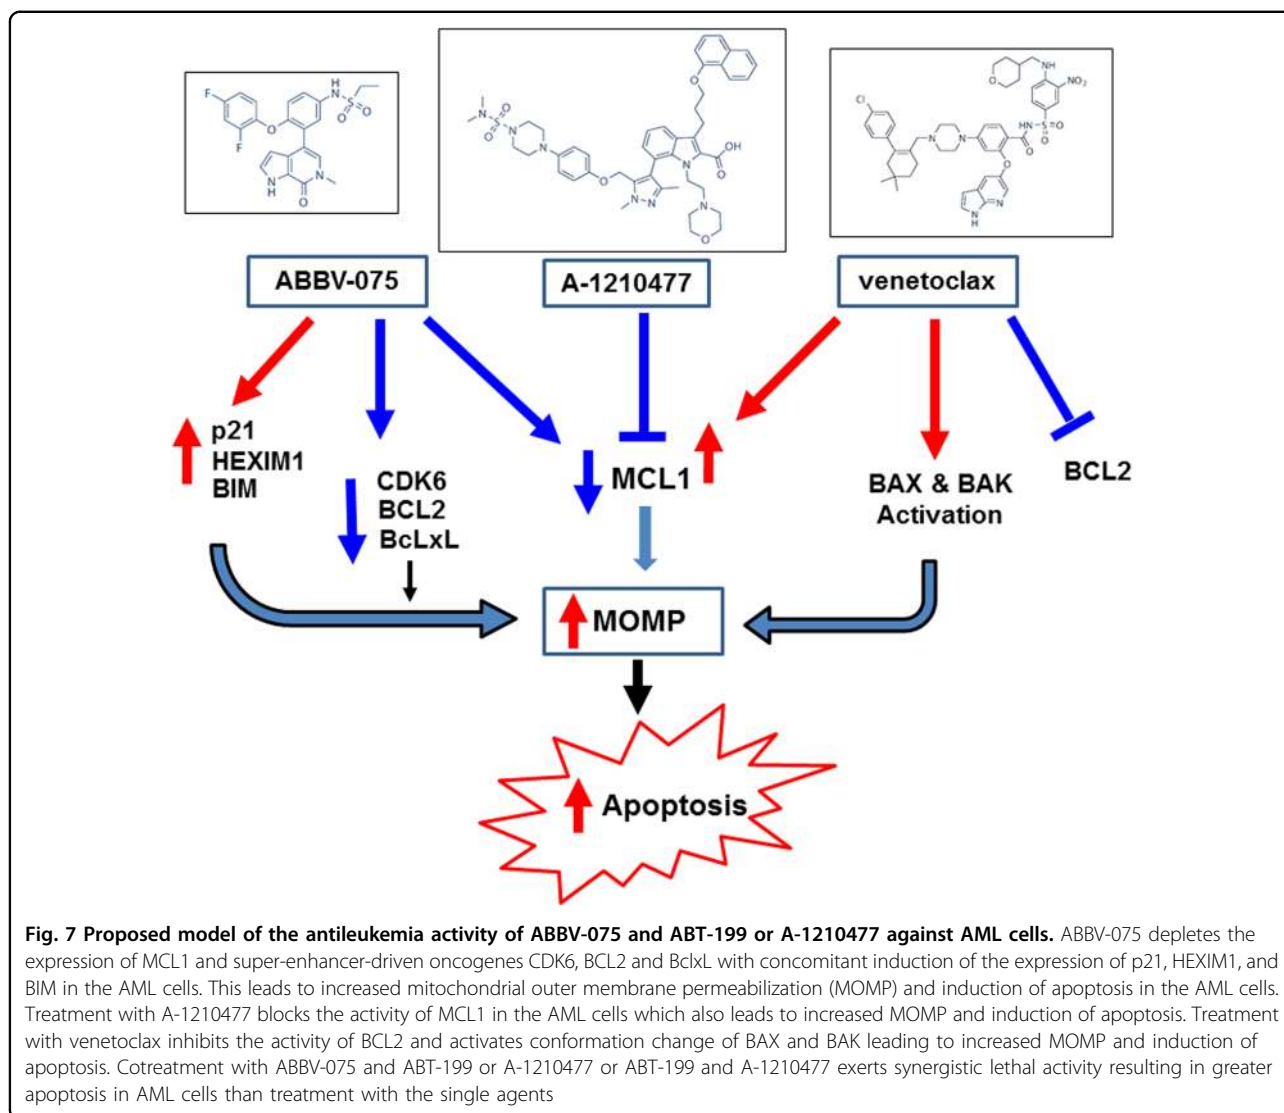 F
F
O
H
N
S
O
O
N
H
O
N
CH₃
N
S
O
O
N
N
O
N
N
O
N
O
OH
N
O
O
NH
NO₂
Cl
N
N
HN
S
O
O
O
O
N
H
N
ABBV-075
A-1210477
venetoclax
p21
HEXIM1
BIM
CDK6
BCL2
BcLxL
MCL1
BAX & BAK
Activation
BCL2
MOMP
Apoptosis
Fig. 7 Proposed model of the antileukemia activity of ABBV-075 and ABT-199 or A-1210477 against AML cells. ABBV-075 depletes the
expression of MCL1 and super-enhancer-driven oncogenes CDK6, BCL2 and BclxL with concomitant induction of the expression of p21, HEXIM1, and
BIM in the AML cells. This leads to increased mitochondrial outer membrane permeabilization (MOMP) and induction of apoptosis in the AML cells.
Treatment with A-1210477 blocks the activity of MCL1 in the AML cells which also leads to increased MOMP and induction of apoptosis. Treatment
with venetoclax inhibits the activity of BCL2 and activates conformation change of BAX and BAK leading to increased MOMP and induction of
apoptosis. Cotreatment with ABBV-075 and ABT-199 or A-1210477 or ABT-199 and A-1210477 exerts synergistic lethal activity resulting in greater
apoptosis in AML cells than treatment with the single agents